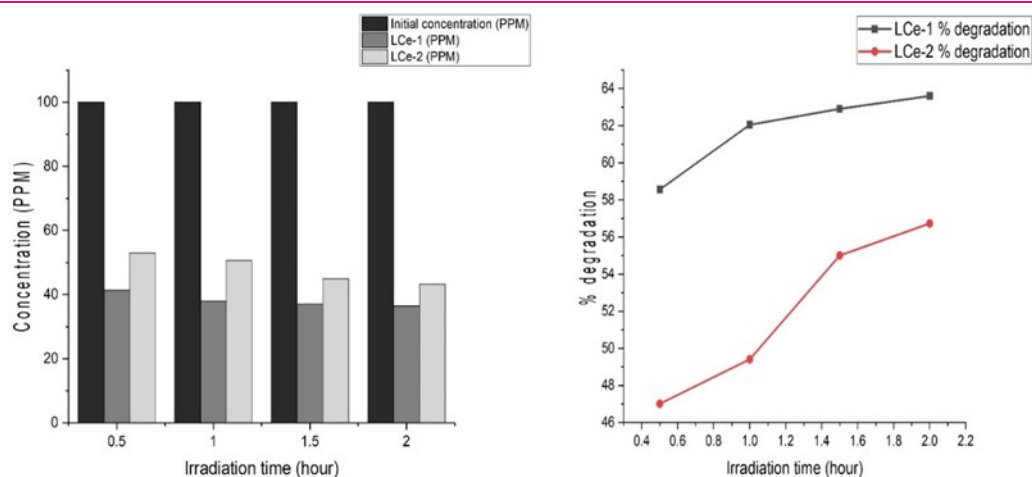 Initial concentration (PPM)
LCe-1 (PPM)
LCe-2 (PPM)
Concentration (PPM)
100
80
60
40
20
0
0.5 1 1.5 2
Irradiation time (hour)
LCe-1 % degradation
LCe-2 % degradation
% degradation
64
62
60
58
56
54
52
50
48
46
0.4 0.6 0.8 1.0 1.2 1.4 1.6 1.8 2.0 2.2
Irradiation time (hour)